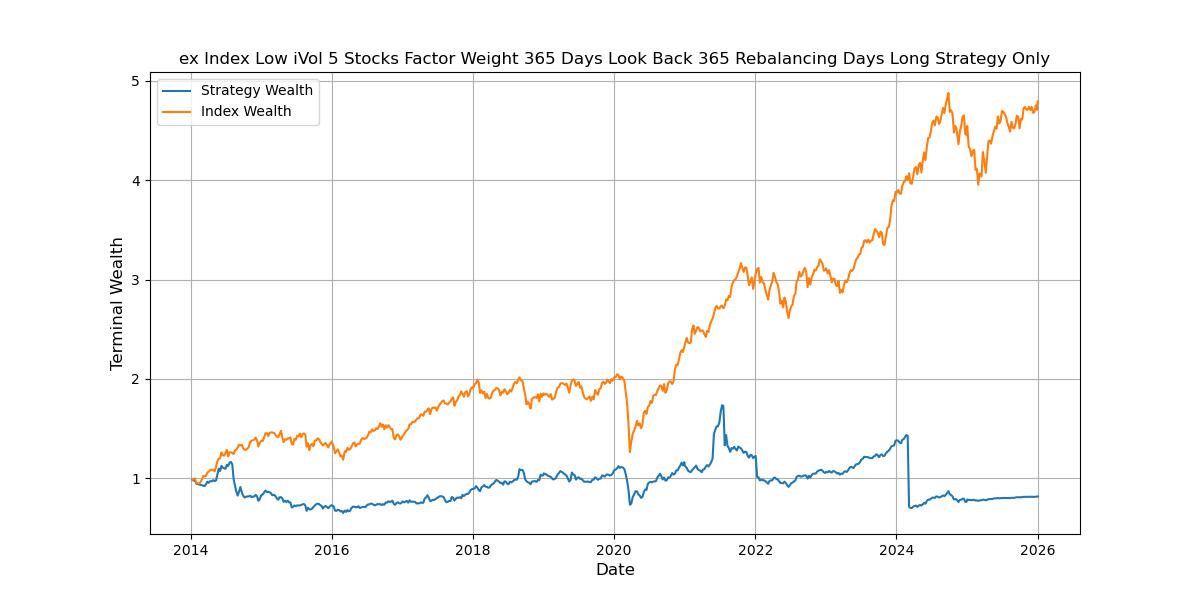 ex Index Low iVol 5 Stocks Factor Weight 365 Days Look Back 365 Rebalancing Days Long Strategy Only
Strategy Wealth
Index Wealth
Terminal Wealth
5
4
3
2
1
2014 2016 2018 2020 2022 2024 2026
Date